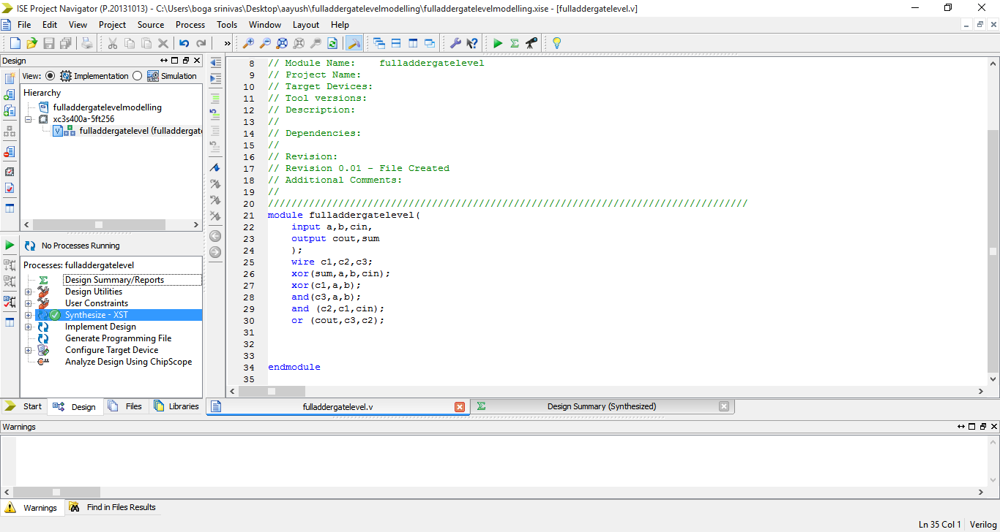 ISE Project Navigator (P.20131013) - C:\Users\boga srinivas\Desktop\aayush\fulladdergatelevelmodelling\fulladdergatelevelmodelling.xise - [fulladdergatelevel.v]
File Edit View Project Source Process Tools Window Layout Help
»
Design
View: Implementation Simulation
Hierarchy
fulladdergatelevelmodelling
xc3s400a-5ft256
V fulladdergatelevel (fulladdergate
No Processes Running
Processes: fulladdergatelevel
Design Summary/Reports
Design Utilities
User Constraints
Synthesize - XST
Implement Design
Generate Programming File
Configure Target Device
Analyze Design Using ChipScope
Start Design Files Libraries
8 // Module Name:    fulladdergatelevel
9 // Project Name:
10 // Target Devices:
11 // Tool versions:
12 // Description:
13 //
14 // Dependencies:
15 //
16 // Revision:
17 // Revision 0.01 - File Created
18 // Additional Comments:
19 //
20 //////////////////////////////////////////////////////////////////////////////////
21 module fulladdergatelevel(
22     input a,b,cin,
23     output cout,sum
24     );
25     wire c1,c2,c3;
26     xor(sum,a,b,cin);
27     xor(c1,a,b);
28     and(c3,a,b);
29     and (c2,c1,cin);
30     or (cout,c3,c2);
31
32
33
34 endmodule
35
fulladdergatelevel.v Design Summary (Synthesized)
Warnings
Warnings Find in Files Results
Ln 35 Col 1 Verilog